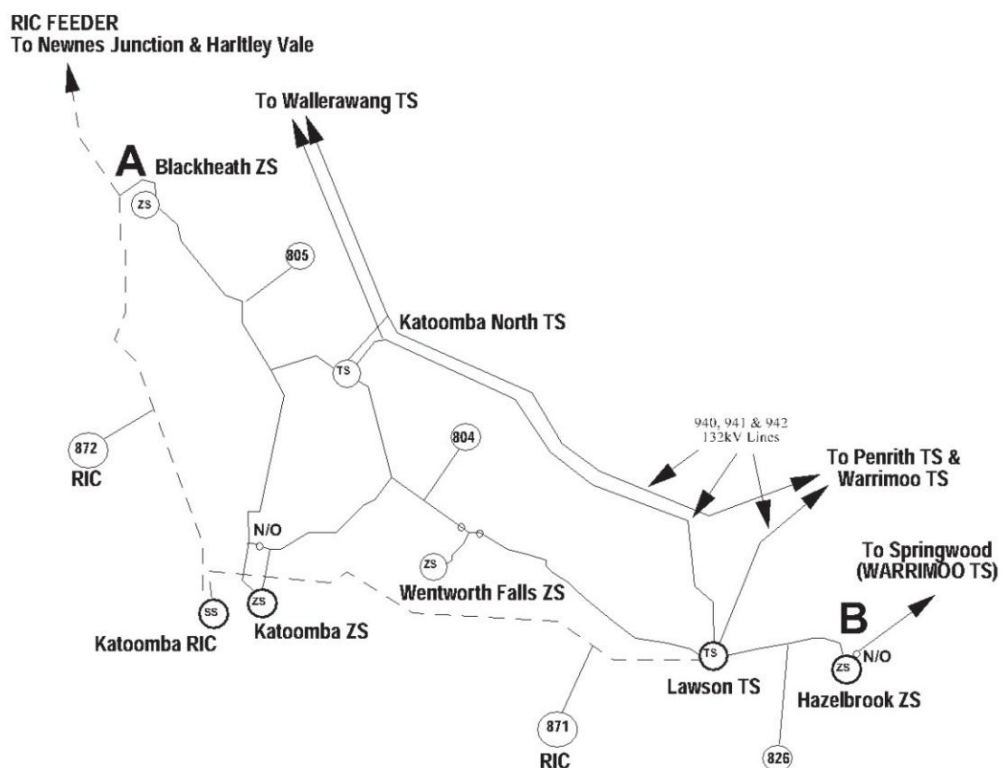 RIC FEEDER
To Newnes Junction & Harltley Vale
To Wallerawang TS
A Blackheath ZS
ZS
805
Katoomba North TS
TS
940, 941 & 942
132kV Lines
804
872
RIC
To Penrith TS &
Warrimoo TS
N/O
ZS
Wentworth Falls ZS
To Springwood
(WARRIMOO TS)
B
SS
ZS
Katoomba RIC
Katoomba ZS
TS
ZS
N/O
Lawson TS
Hazelbrook ZS
871
RIC
826